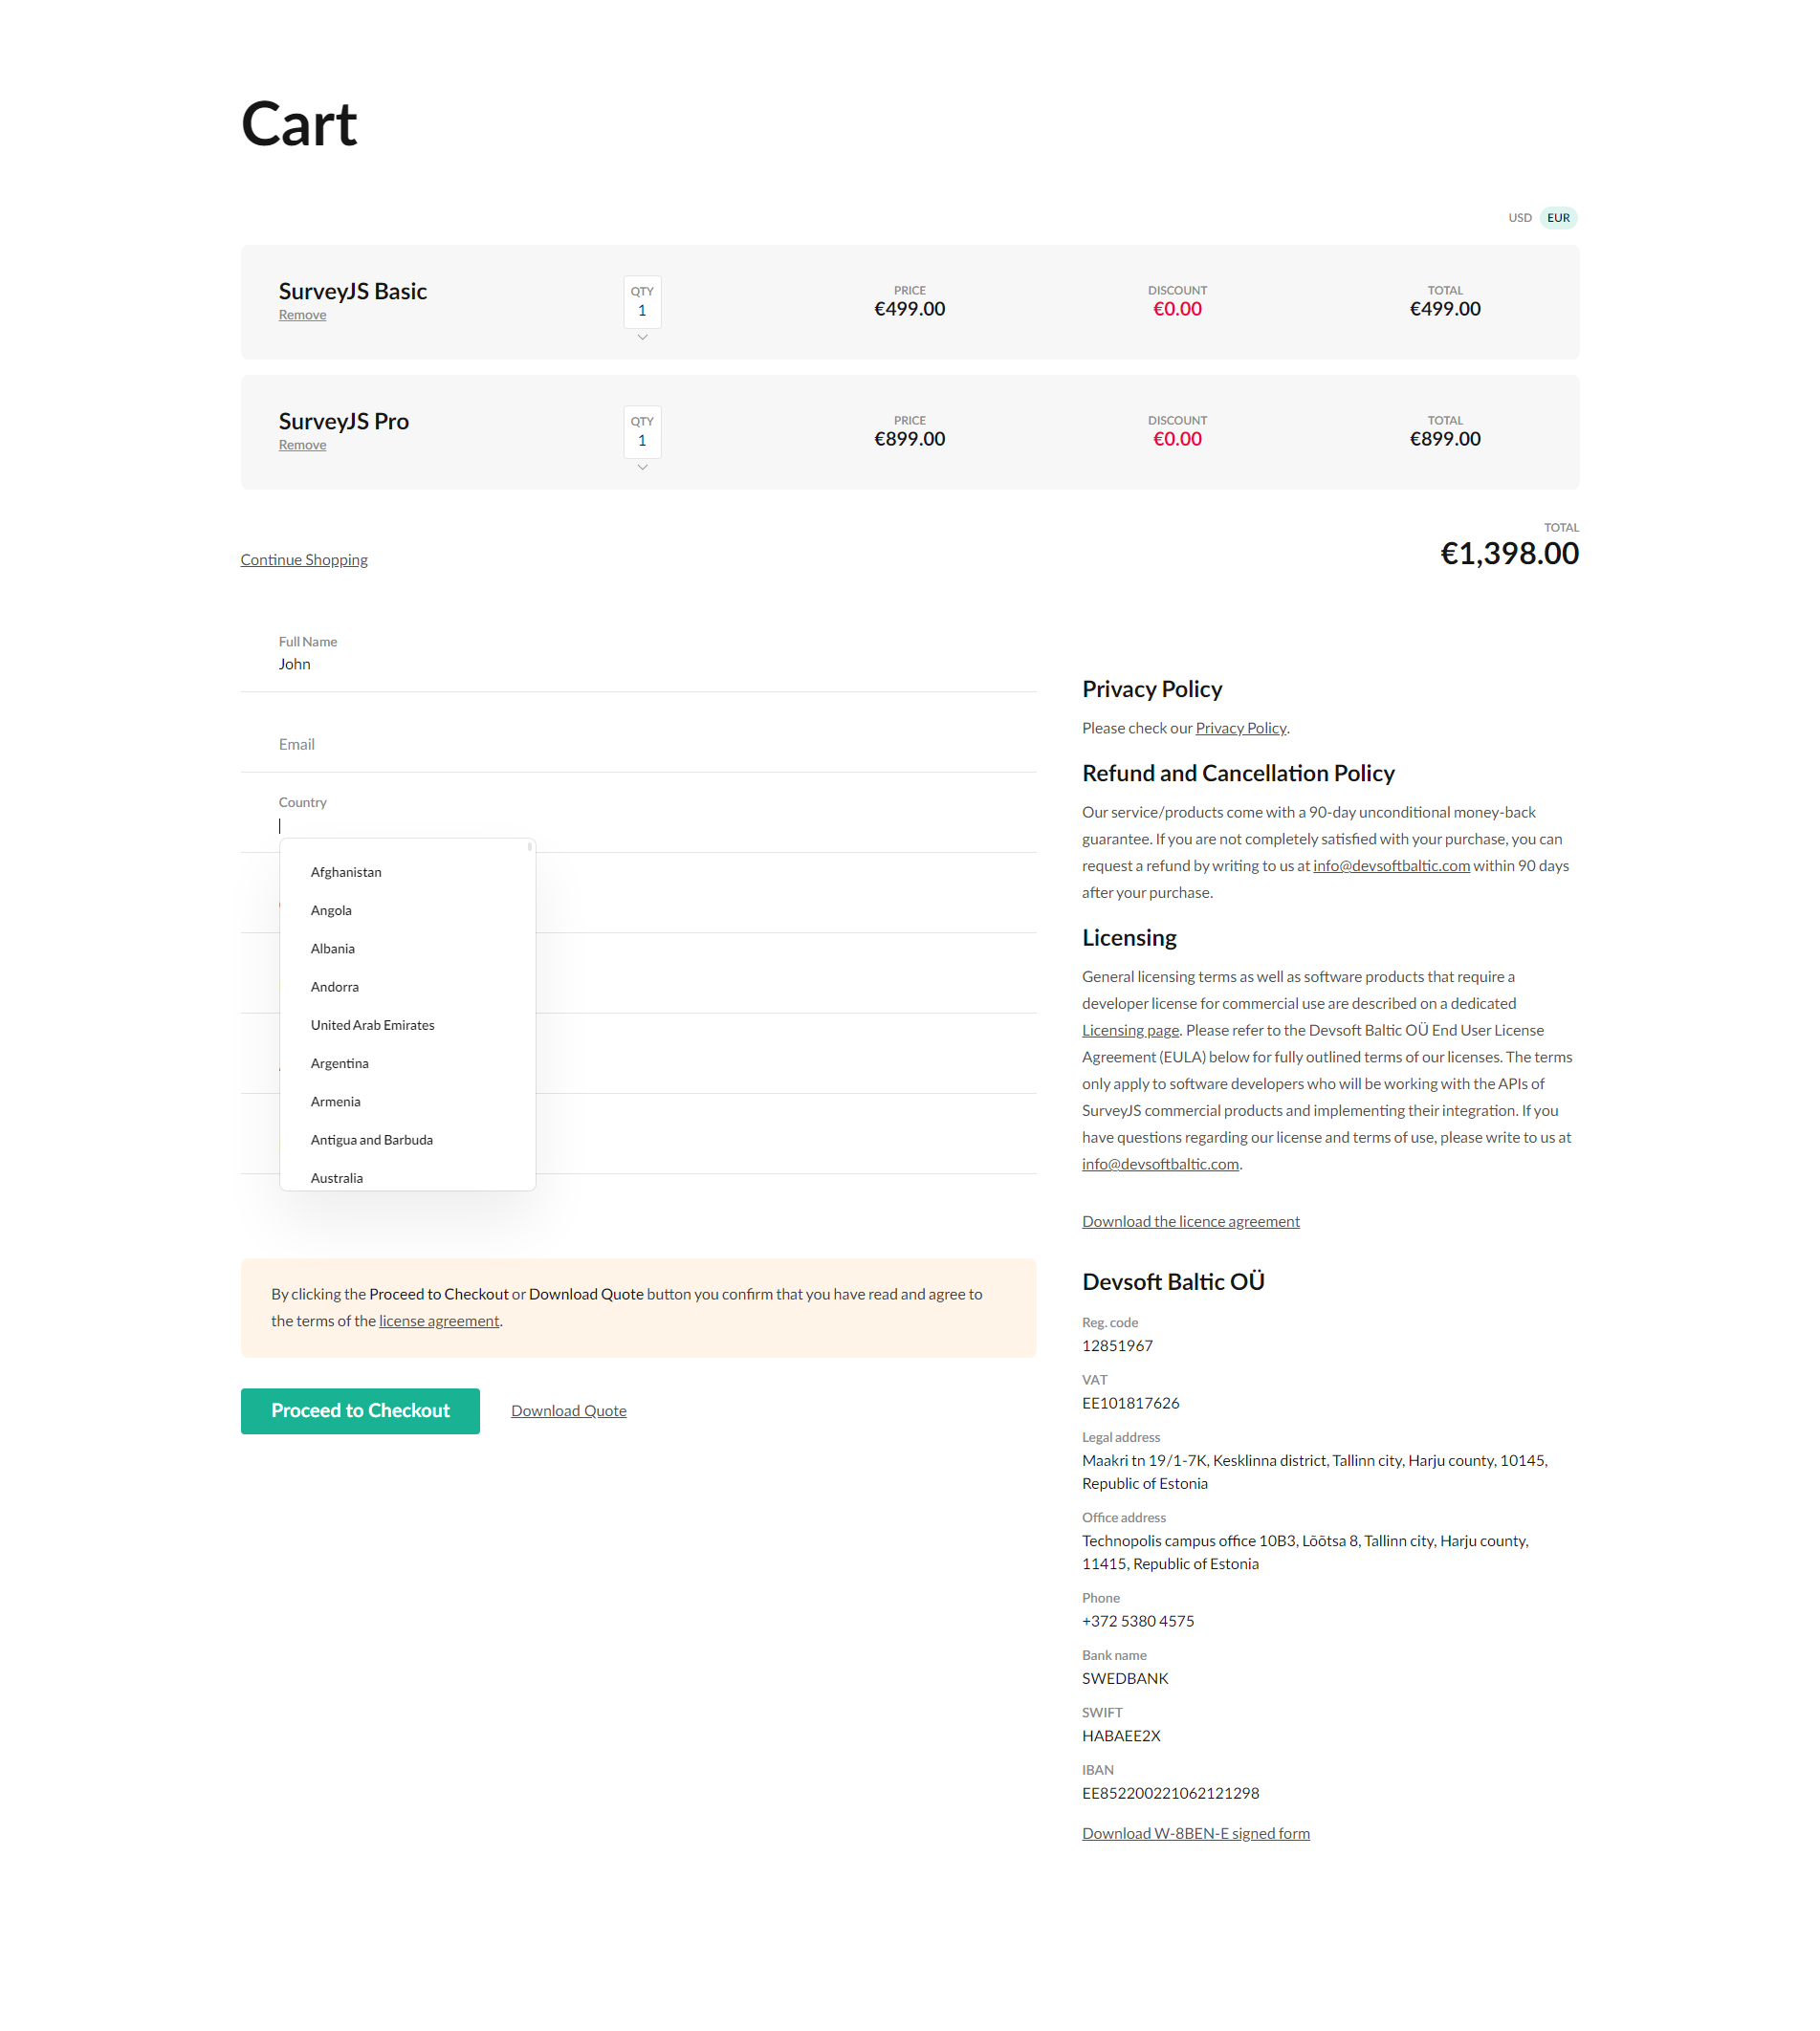 Cart
USD EUR
SurveyJS Basic
Remove
QTY
1
PRICE
€499.00
DISCOUNT
€0.00
TOTAL
€499.00
SurveyJS Pro
Remove
QTY
1
PRICE
€899.00
DISCOUNT
€0.00
TOTAL
€899.00
Continue Shopping
TOTAL
€1,398.00
Full Name
John
Email
Country
Afghanistan
Angola
Albania
Andorra
United Arab Emirates
Argentina
Armenia
Antigua and Barbuda
Australia
By clicking the Proceed to Checkout or Download Quote button you confirm that you have read and agree to
the terms of the license agreement.
Proceed to Checkout
Download Quote
Privacy Policy
Please check our Privacy Policy.
Refund and Cancellation Policy
Our service/products come with a 90-day unconditional money-back
guarantee. If you are not completely satisfied with your purchase, you can
request a refund by writing to us at info@devsoftbaltic.com within 90 days
after your purchase.
Licensing
General licensing terms as well as software products that require a
developer license for commercial use are described on a dedicated
Licensing page. Please refer to the Devsoft Baltic OÜ End User License
Agreement (EULA) below for fully outlined terms of our licenses. The terms
only apply to software developers who will be working with the APIs of
SurveyJS commercial products and implementing their integration. If you
have questions regarding our license and terms of use, please write to us at
info@devsoftbaltic.com.
Download the licence agreement
Devsoft Baltic OÜ
Reg. code
12851967
VAT
EE101817626
Legal address
Maakri tn 19/1-7K, Kesklinna district, Tallinn city, Harju county, 10145,
Republic of Estonia
Office address
Technopolis campus office 10B3, Lõõtsa 8, Tallinn city, Harju county,
11415, Republic of Estonia
Phone
+372 5380 4575
Bank name
SWEDBANK
SWIFT
HABAEE2X
IBAN
EE852200221062121298
Download W-8BEN-E signed form